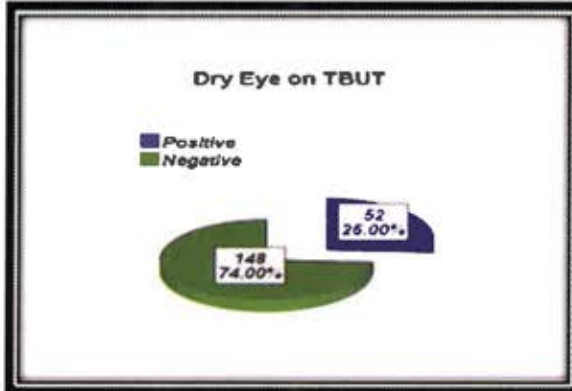 Dry Eye on TBUT
Positive
Negative
52
26.00%
148
74.00%